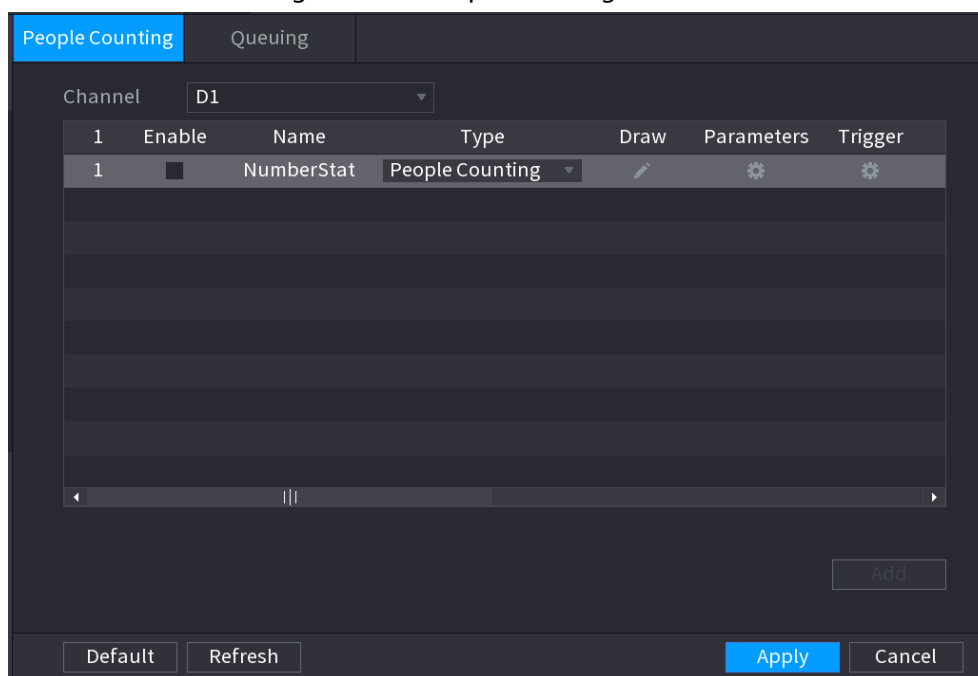 People Counting Queuing
Channel D1
1 Enable Name Type Draw Parameters Trigger
1 NumberStat People Counting
Add
Default Refresh Apply Cancel